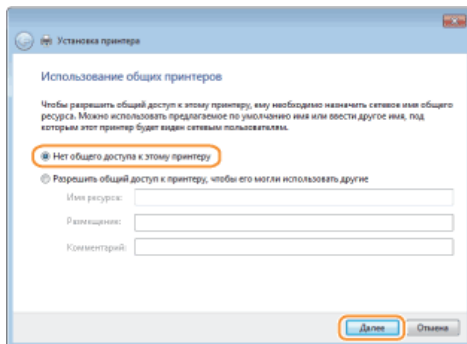 Установка принтера
Использование общих принтеров
Чтобы разрешить общий доступ к этому принтеру, ему необходимо назначить сетевое имя общего
ресурса. Можно использовать предлагаемое по умолчанию имя или ввести другое имя, под
которым этот принтер будет виден сетевым пользователям.
Нет общего доступа к этому принтеру
Разрешить общий доступ к принтеру, чтобы его могли использовать другие
Имя ресурса:
Размещение:
Комментарий:
Далее Отмена